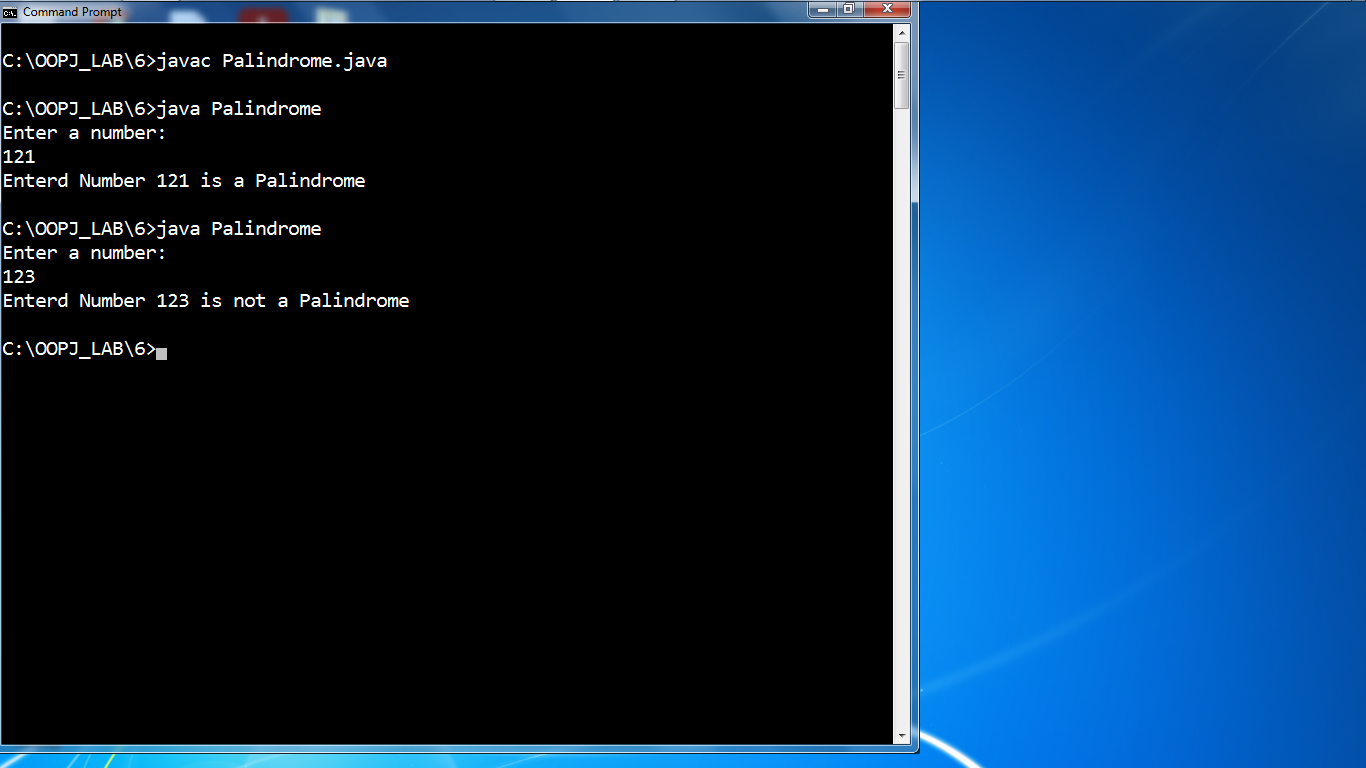 Command Prompt
C:\OOPJ_LAB\6>javac Palindrome.java
C:\OOPJ_LAB\6>java Palindrome
Enter a number:
121
Enterd Number 121 is a Palindrome
C:\OOPJ_LAB\6>java Palindrome
Enter a number:
123
Enterd Number 123 is not a Palindrome
C:\OOPJ_LAB\6>